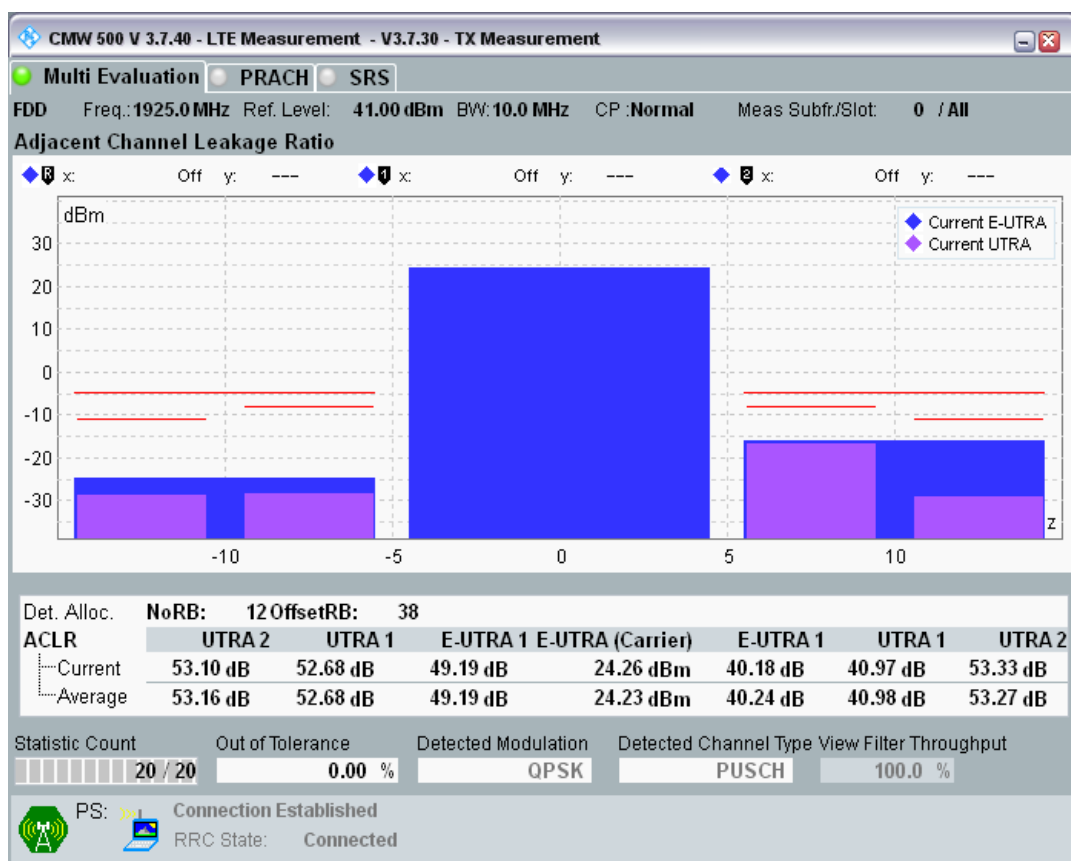 CMW 500 V 3.7.40 - LTE Measurement - V3.7.30 - TX Measurement
Multi Evaluation PRACH SRS
FDD Freq.: 1925.0 MHz Ref. Level: 41.00 dBm BW: 10.0 MHz CP :Normal Meas Subfr./Slot: 0 / All
Adjacent Channel Leakage Ratio
R x: Off y: --- 1 x: Off y: --- 2 x: Off y: ---
dBm
Current E-UTRA
Current UTRA
30
20
10
0
-10
-20
-30
z
-10 -5 0 5 10
Det. Alloc. NoRB: 12 OffsetRB: 38
ACLR UTRA 2 UTRA 1 E-UTRA 1 E-UTRA (Carrier) E-UTRA 1 UTRA 1 UTRA 2
Current 53.10 dB 52.68 dB 49.19 dB 24.26 dBm 40.18 dB 40.97 dB 53.33 dB
Average 53.16 dB 52.68 dB 49.19 dB 24.23 dBm 40.24 dB 40.98 dB 53.27 dB
Statistic Count Out of Tolerance Detected Modulation Detected Channel Type View Filter Throughput
20 / 20 0.00 % QPSK PUSCH 100.0 %
PS: Connection Established
RRC State: Connected